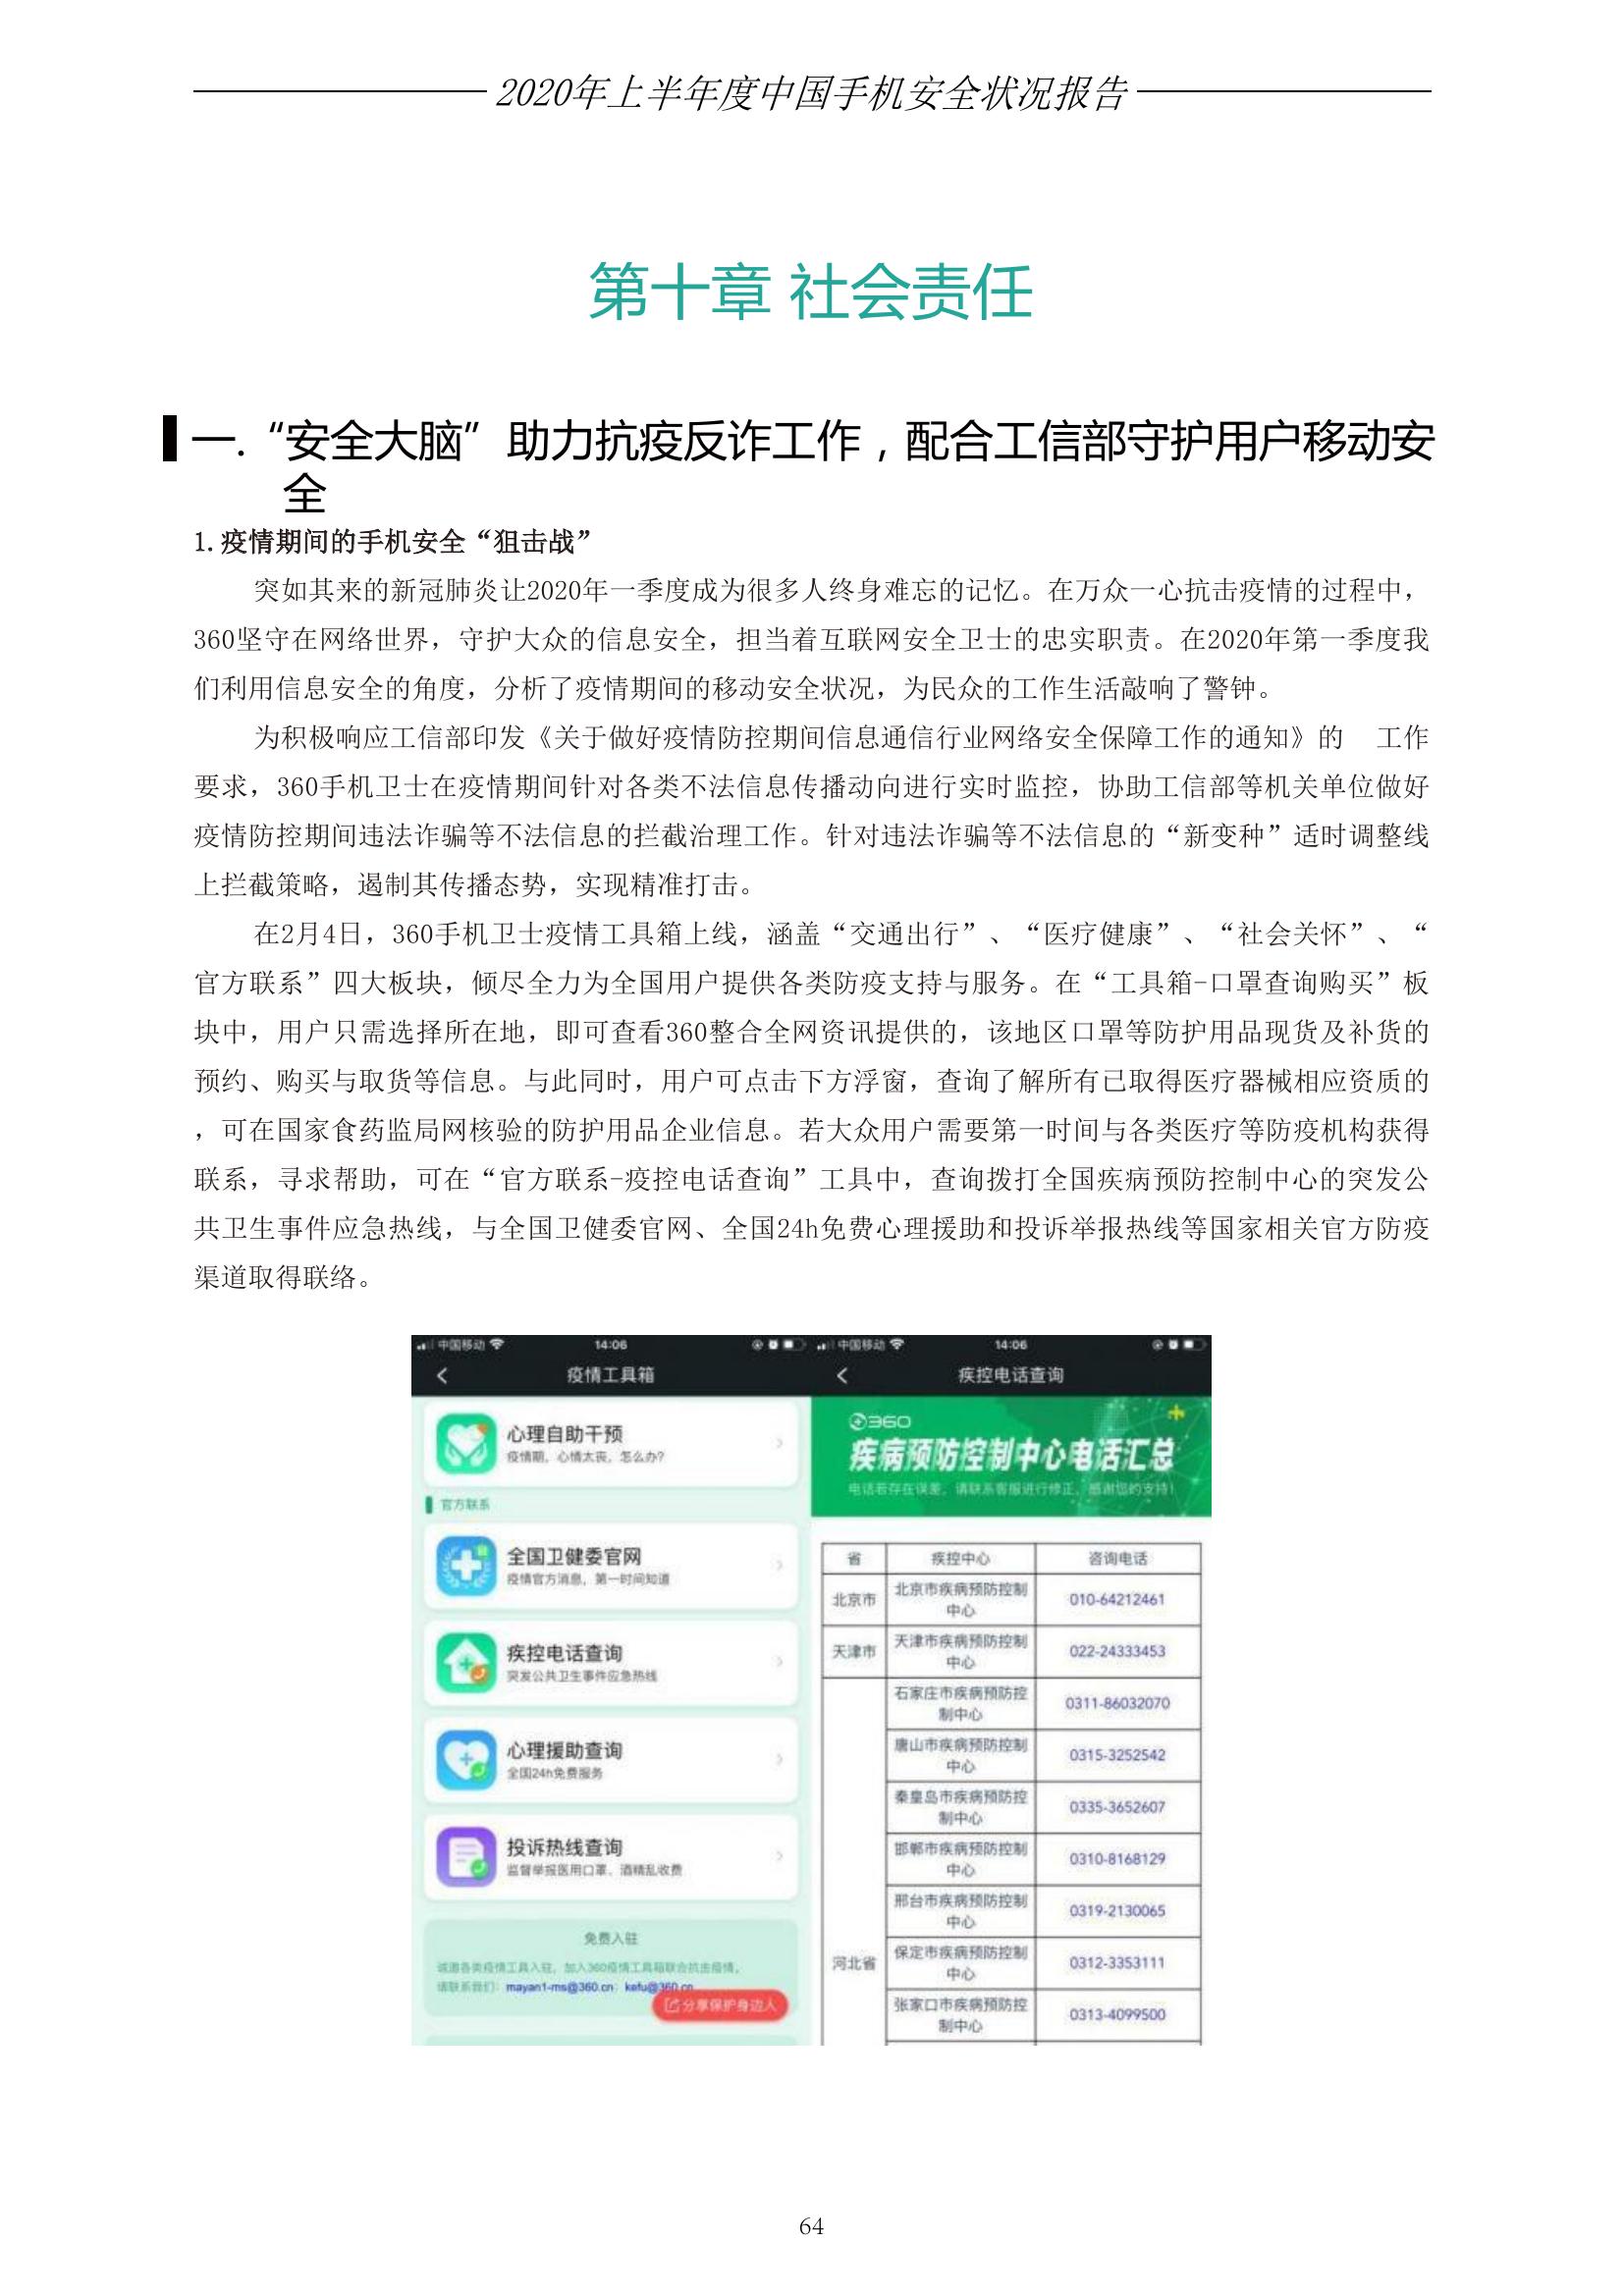 2020年上半年度中国手机安全状况报告
第十章 社会责任
一. “安全大脑” 助力抗疫反诈工作，配合工信部守护用户移动安
全
1. 疫情期间的手机安全“狙击战”
突如其来的新冠肺炎让2020年一季度成为很多人终身难忘的记忆。在万众一心抗击疫情的过程中，
360坚守在网络世界，守护大众的信息安全，担当着互联网安全卫士的忠实职责。在2020年第一季度我
们利用信息安全的角度，分析了疫情期间的移动安全状况，为民众的工作生活敲响了警钟。
为积极响应工信部印发《关于做好疫情防控期间信息通信行业网络安全保障工作的通知》的 工作
要求，360手机卫士在疫情期间针对各类不法信息传播动向进行实时监控，协助工信部等机关单位做好
疫情防控期间违法诈骗等不法信息的拦截治理工作。针对违法诈骗等不法信息的“新变种”适时调整线
上拦截策略，遏制其传播态势，实现精准打击。
在2月4日，360手机卫士疫情工具箱上线，涵盖“交通出行”、“医疗健康”、“社会关怀”、“
官方联系”四大板块，倾尽全力为全国用户提供各类防疫支持与服务。在“工具箱-口罩查询购买”板
块中，用户只需选择所在地，即可查看360整合全网资讯提供的，该地区口罩等防护用品现货及补货的
预约、购买与取货等信息。与此同时，用户可点击下方浮窗，查询了解所有已取得医疗器械相应资质的
，可在国家食药监局网核验的防护用品企业信息。若大众用户需要第一时间与各类医疗等防疫机构获得
联系，寻求帮助，可在“官方联系-疫控电话查询”工具中，查询拨打全国疾病预防控制中心的突发公
共卫生事件应急热线，与全国卫健委官网、全国24h免费心理援助和投诉举报热线等国家相关官方防疫
渠道取得联络。
中国移动 14:06
疫情工具箱
心理自助干预
疫情期，心情太丧，怎么办?
官方联系
全国卫健委官网
疫情官方消息，第一时间知道
疾控电话查询
突发公共卫生事件应急热线
心理援助查询
全国24h免费服务
投诉热线查询
监督举报医用口罩、酒精乱收费
免费入驻
诚邀各类疫情工具入驻，加入360疫情工具箱联合抗击疫情，
请联系我们：mayan1-ms@360.cn; kefu@360.cn
分享保护身边人
中国移动 14:06
疾控电话查询
360
疾病预防控制中心电话汇总
电话若存在误差，请联系客服进行修正，感谢您的支持!
省 疾控中心 咨询电话
北京市 北京市疾病预防控制中心 010-64212461
天津市 天津市疾病预防控制中心 022-24333453
石家庄市疾病预防控制中心 0311-86032070
唐山市疾病预防控制中心 0315-3252542
秦皇岛市疾病预防控制中心 0335-3652607
邯郸市疾病预防控制中心 0310-8168129
邢台市疾病预防控制中心 0319-2130065
河北省 保定市疾病预防控制中心 0312-3353111
张家口市疾病预防控制中心 0313-4099500
64